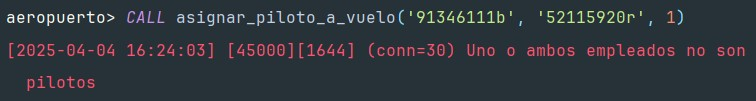 aeropuerto> CALL asignar_piloto_a_vuelo('91346111b', '52115920r', 1)
[2025-04-04 16:24:03] [45000][1644] (conn=30) Uno o ambos empleados no son
pilotos